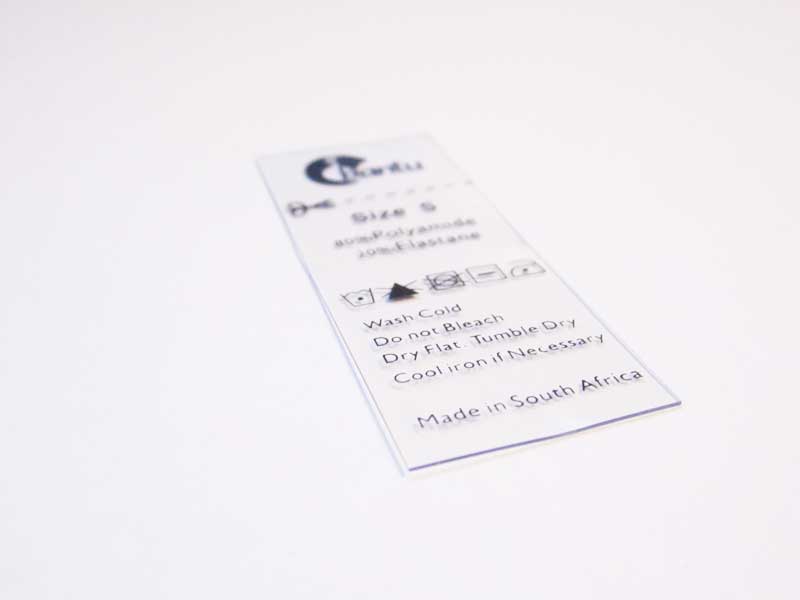 Size S
80%Polyamide
20%Elastane
Wash Cold
Do not Bleach
Dry Flat. Tumble Dry
Cool iron if Necessary
Made in South Africa